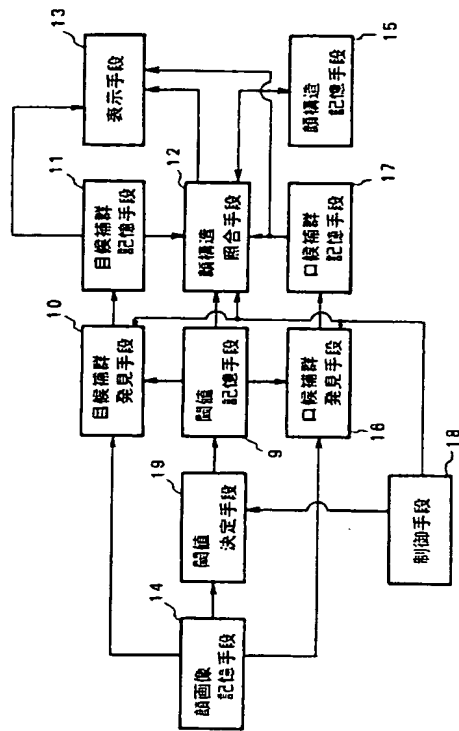 13
表示手段
11
目候補群
記憶手段
10
目候補群
発見手段
12
顔構造
照合手段
15
顔構造
記憶手段
17
口候補群
記憶手段
閾値
記憶手段
9
口候補群
発見手段
16
19
閾値
決定手段
14
顔画像
記憶手段
18
制御手段